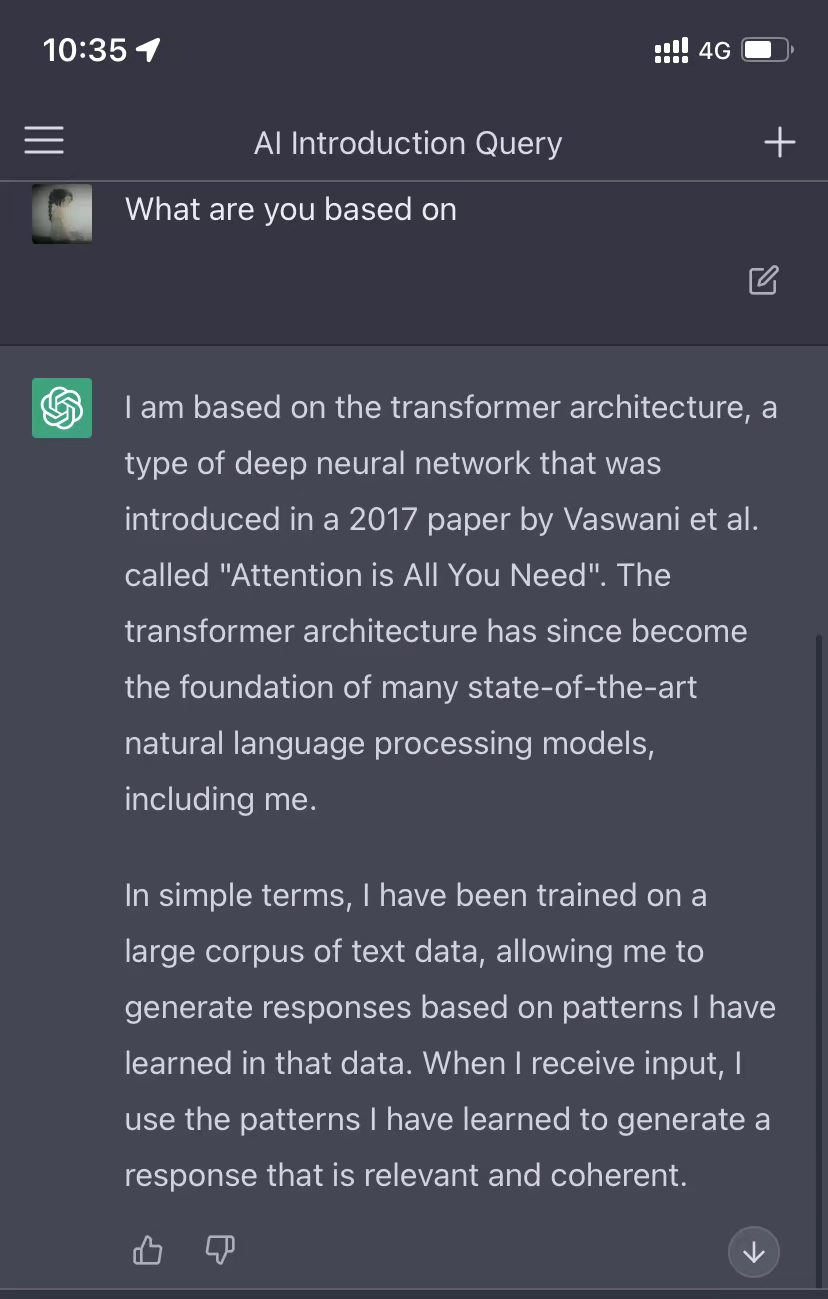 10:35
4G
AI Introduction Query
What are you based on
I am based on the transformer architecture, a
type of deep neural network that was
introduced in a 2017 paper by Vaswani et al.
called "Attention is All You Need". The
transformer architecture has since become
the foundation of many state-of-the-art
natural language processing models,
including me.
In simple terms, I have been trained on a
large corpus of text data, allowing me to
generate responses based on patterns I have
learned in that data. When I receive input, I
use the patterns I have learned to generate a
response that is relevant and coherent.